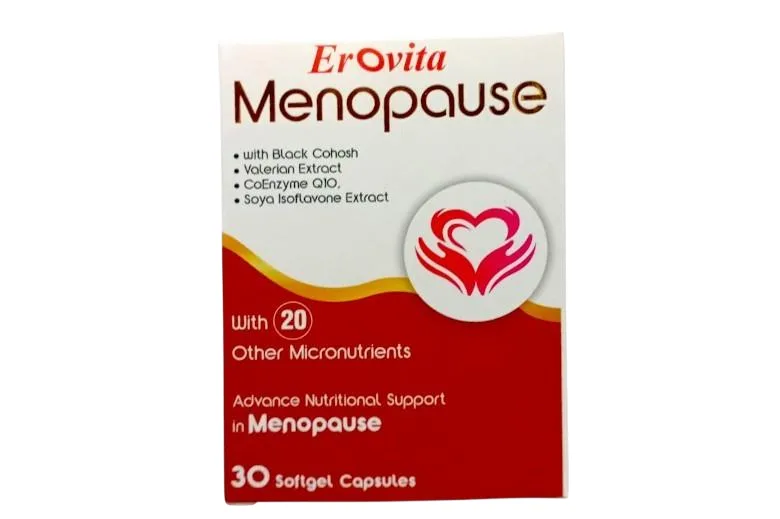 Erovita
Menopause
• with Black Cohosh
• Valerian Extract
• CoEnzyme Q10,
• Soya Isoflavone Extract
With 20
Other Micronutrients
Advance Nutritional Support
in Menopause
30 Softgel Capsules